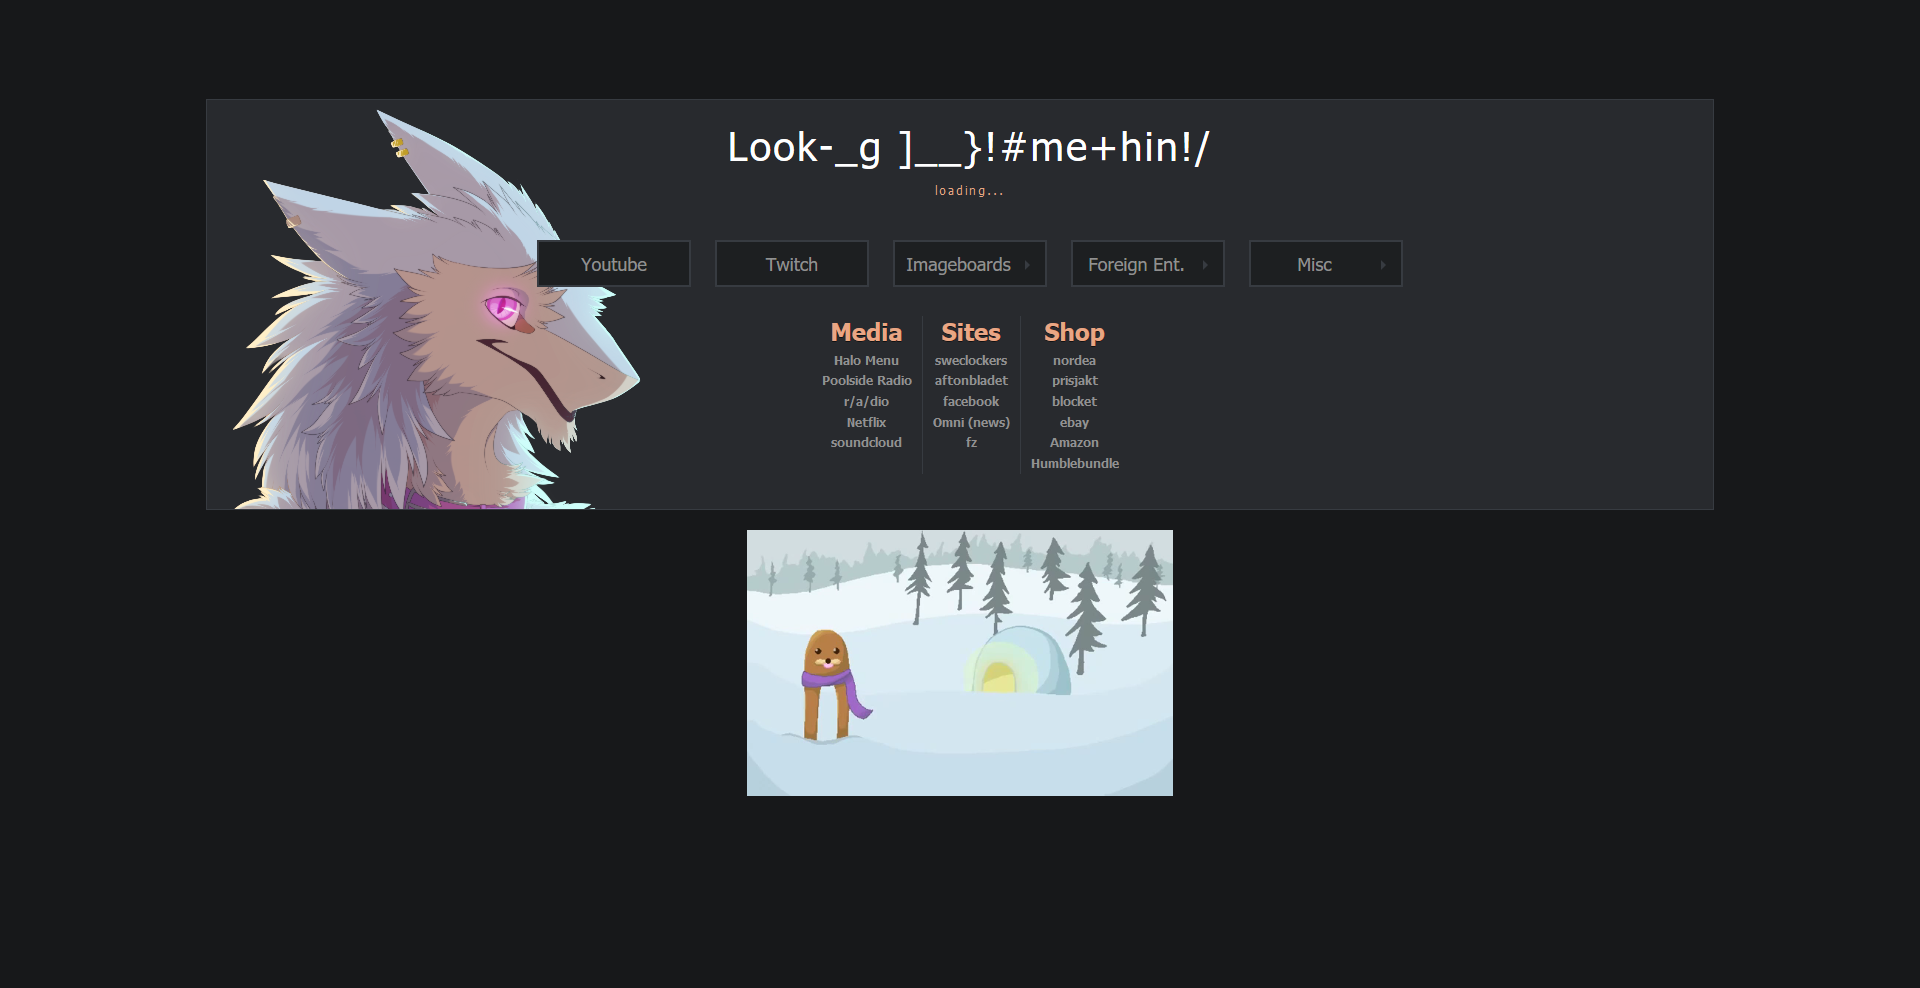 Look-_g ]__}!#me+hin!/
loading...
Youtube
Twitch
Imageboards
Foreign Ent.
Misc
Media
Halo Menu
Poolside Radio
r/a/dio
Netflix
soundcloud
Sites
sweclockers
aftonbladet
facebook
Omni (news)
fz
Shop
nordea
prisjakt
blocket
ebay
Amazon
Humblebundle